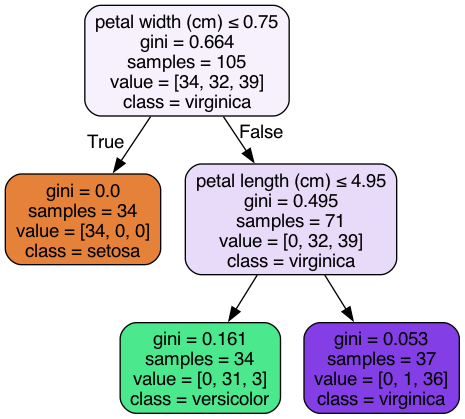 petal width (cm) ≤ 0.75
gini = 0.664
samples = 105
value = [34, 32, 39]
class = virginica
True
False
gini = 0.0
samples = 34
value = [34, 0, 0]
class = setosa
petal length (cm) ≤ 4.95
gini = 0.495
samples = 71
value = [0, 32, 39]
class = virginica
gini = 0.161
samples = 34
value = [0, 31, 3]
class = versicolor
gini = 0.053
samples = 37
value = [0, 1, 36]
class = virginica